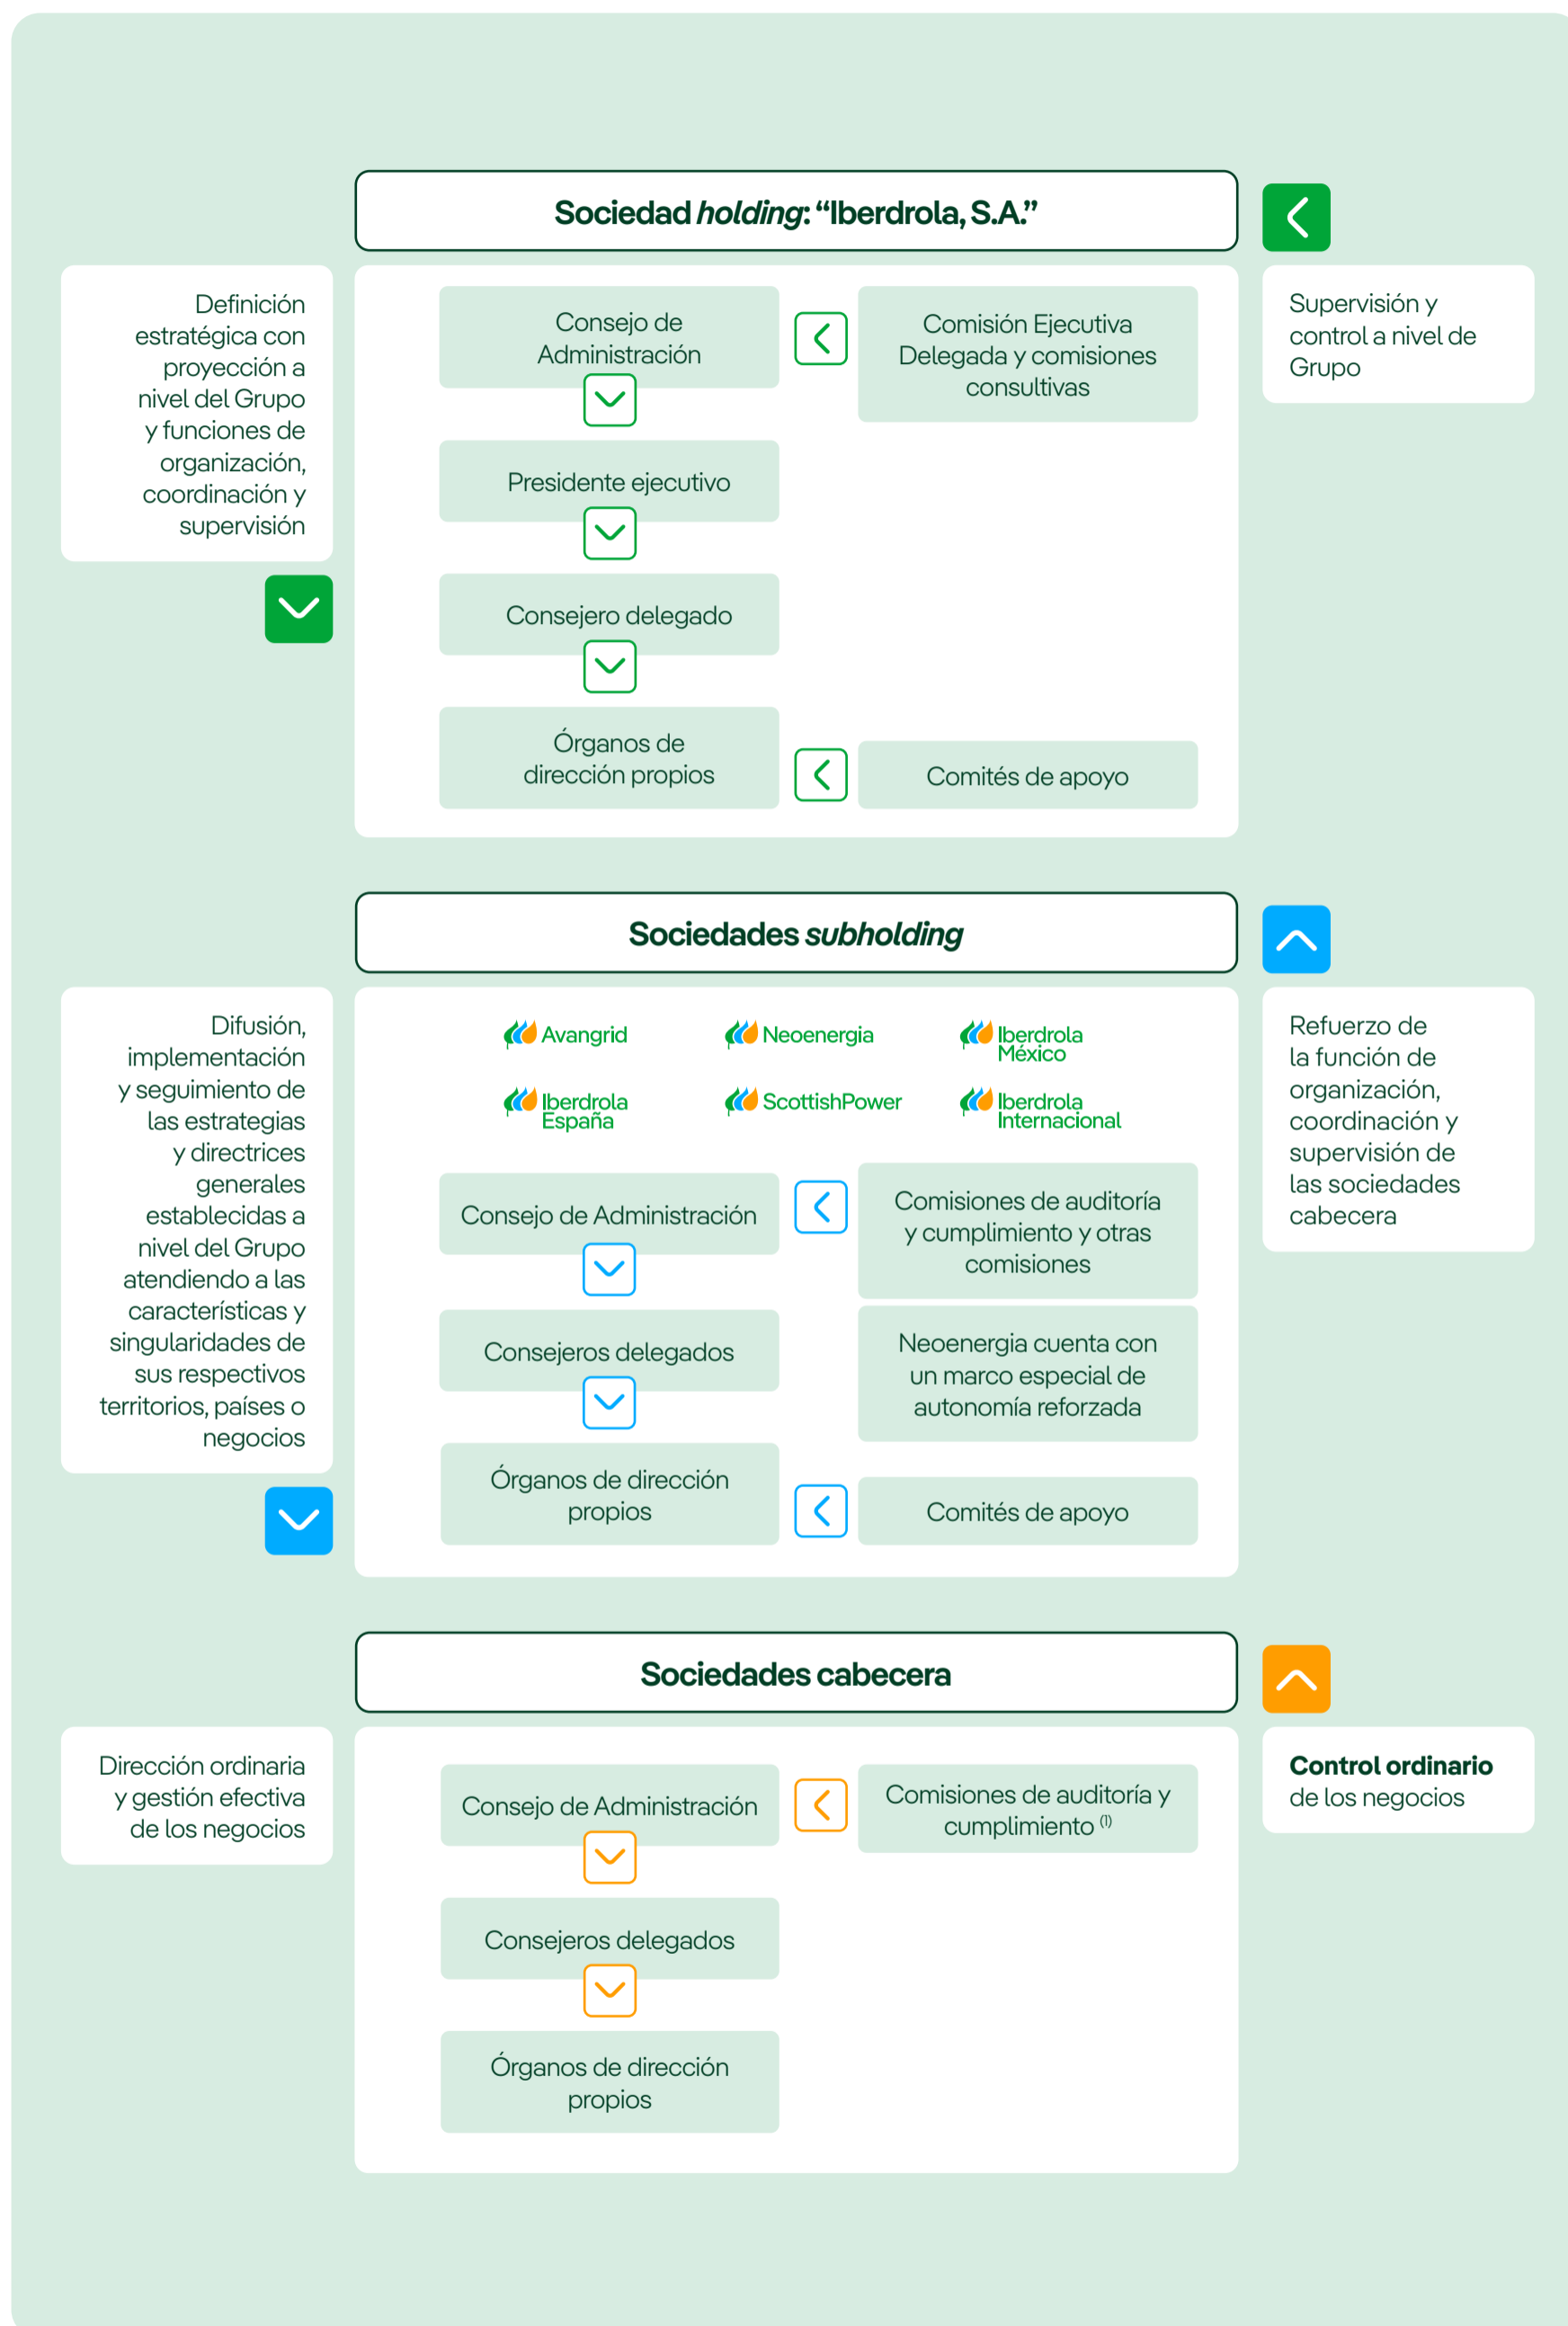 Sociedad holding: “Iberdrola, S.A.”
Definición
estratégica con
proyección a
nivel del Grupo
y funciones de
organización,
coordinación y
supervisión
Consejo de
Administración
Comisión Ejecutiva
Delegada y comisiones
consultivas
Presidente ejecutivo
Consejero delegado
Órganos de
dirección propios
Comités de apoyo
Supervisión y
control a nivel de
Grupo
Sociedades subholding
Difusión,
implementación
y seguimiento de
las estrategias
y directrices
generales
establecidas a
nivel del Grupo
atendiendo a las
características y
singularidades de
sus respectivos
territorios, países o
negocios
Avangrid
Neoenergia
Iberdrola
México
Iberdrola
España
ScottishPower
Iberdrola
Internacional
Consejo de Administración
Comisiones de auditoría
y cumplimiento y otras
comisiones
Consejeros delegados
Neoenergia cuenta con
un marco especial de
autonomía reforzada
Órganos de dirección
propios
Comités de apoyo
Refuerzo de
la función de
organización,
coordinación y
supervisión de
las sociedades
cabecera
Sociedades cabecera
Dirección ordinaria
y gestión efectiva
de los negocios
Consejo de Administración
Comisiones de auditoría y
cumplimiento (1)
Consejeros delegados
Órganos de dirección
propios
Control ordinario
de los negocios